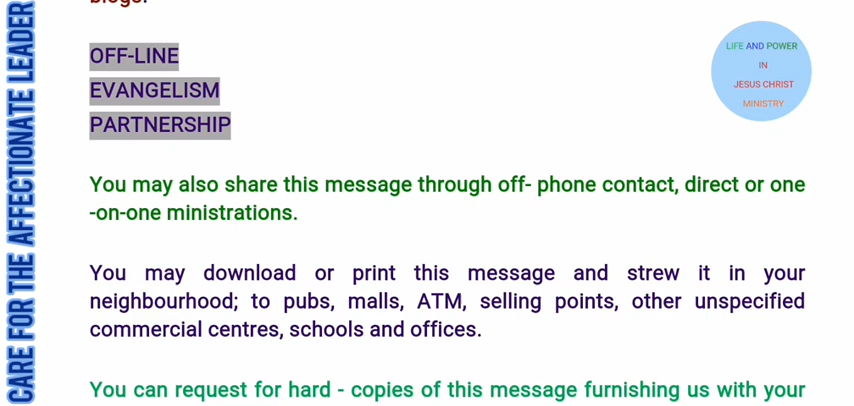 blogs.
OFF-LINE
EVANGELISM
PARTNERSHIP
You may also share this message through off- phone contact, direct or one
-on-one ministrations.
You may download or print this message and strew it in your
neighbourhood; to pubs, malls, ATM, selling points, other unspecified
commercial centres, schools and offices.
You can request for hard - copies of this message furnishing us with your
CARE FOR THE AFFECTIONATE LEADER
LIFE AND POWER
IN
JESUS CHRIST
MINISTRY